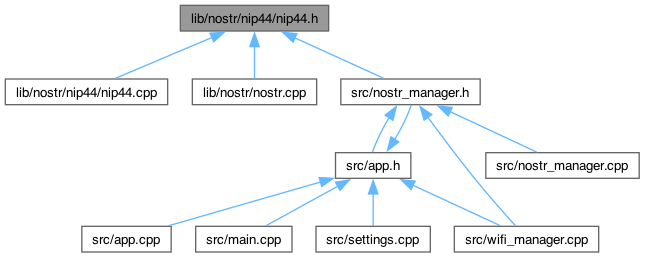 lib/nostr/nip44/nip44.h
lib/nostr/nip44/nip44.cpp
lib/nostr/nostr.cpp
src/nostr_manager.h
src/app.h
src/nostr_manager.cpp
src/app.cpp
src/main.cpp
src/settings.cpp
src/wifi_manager.cpp